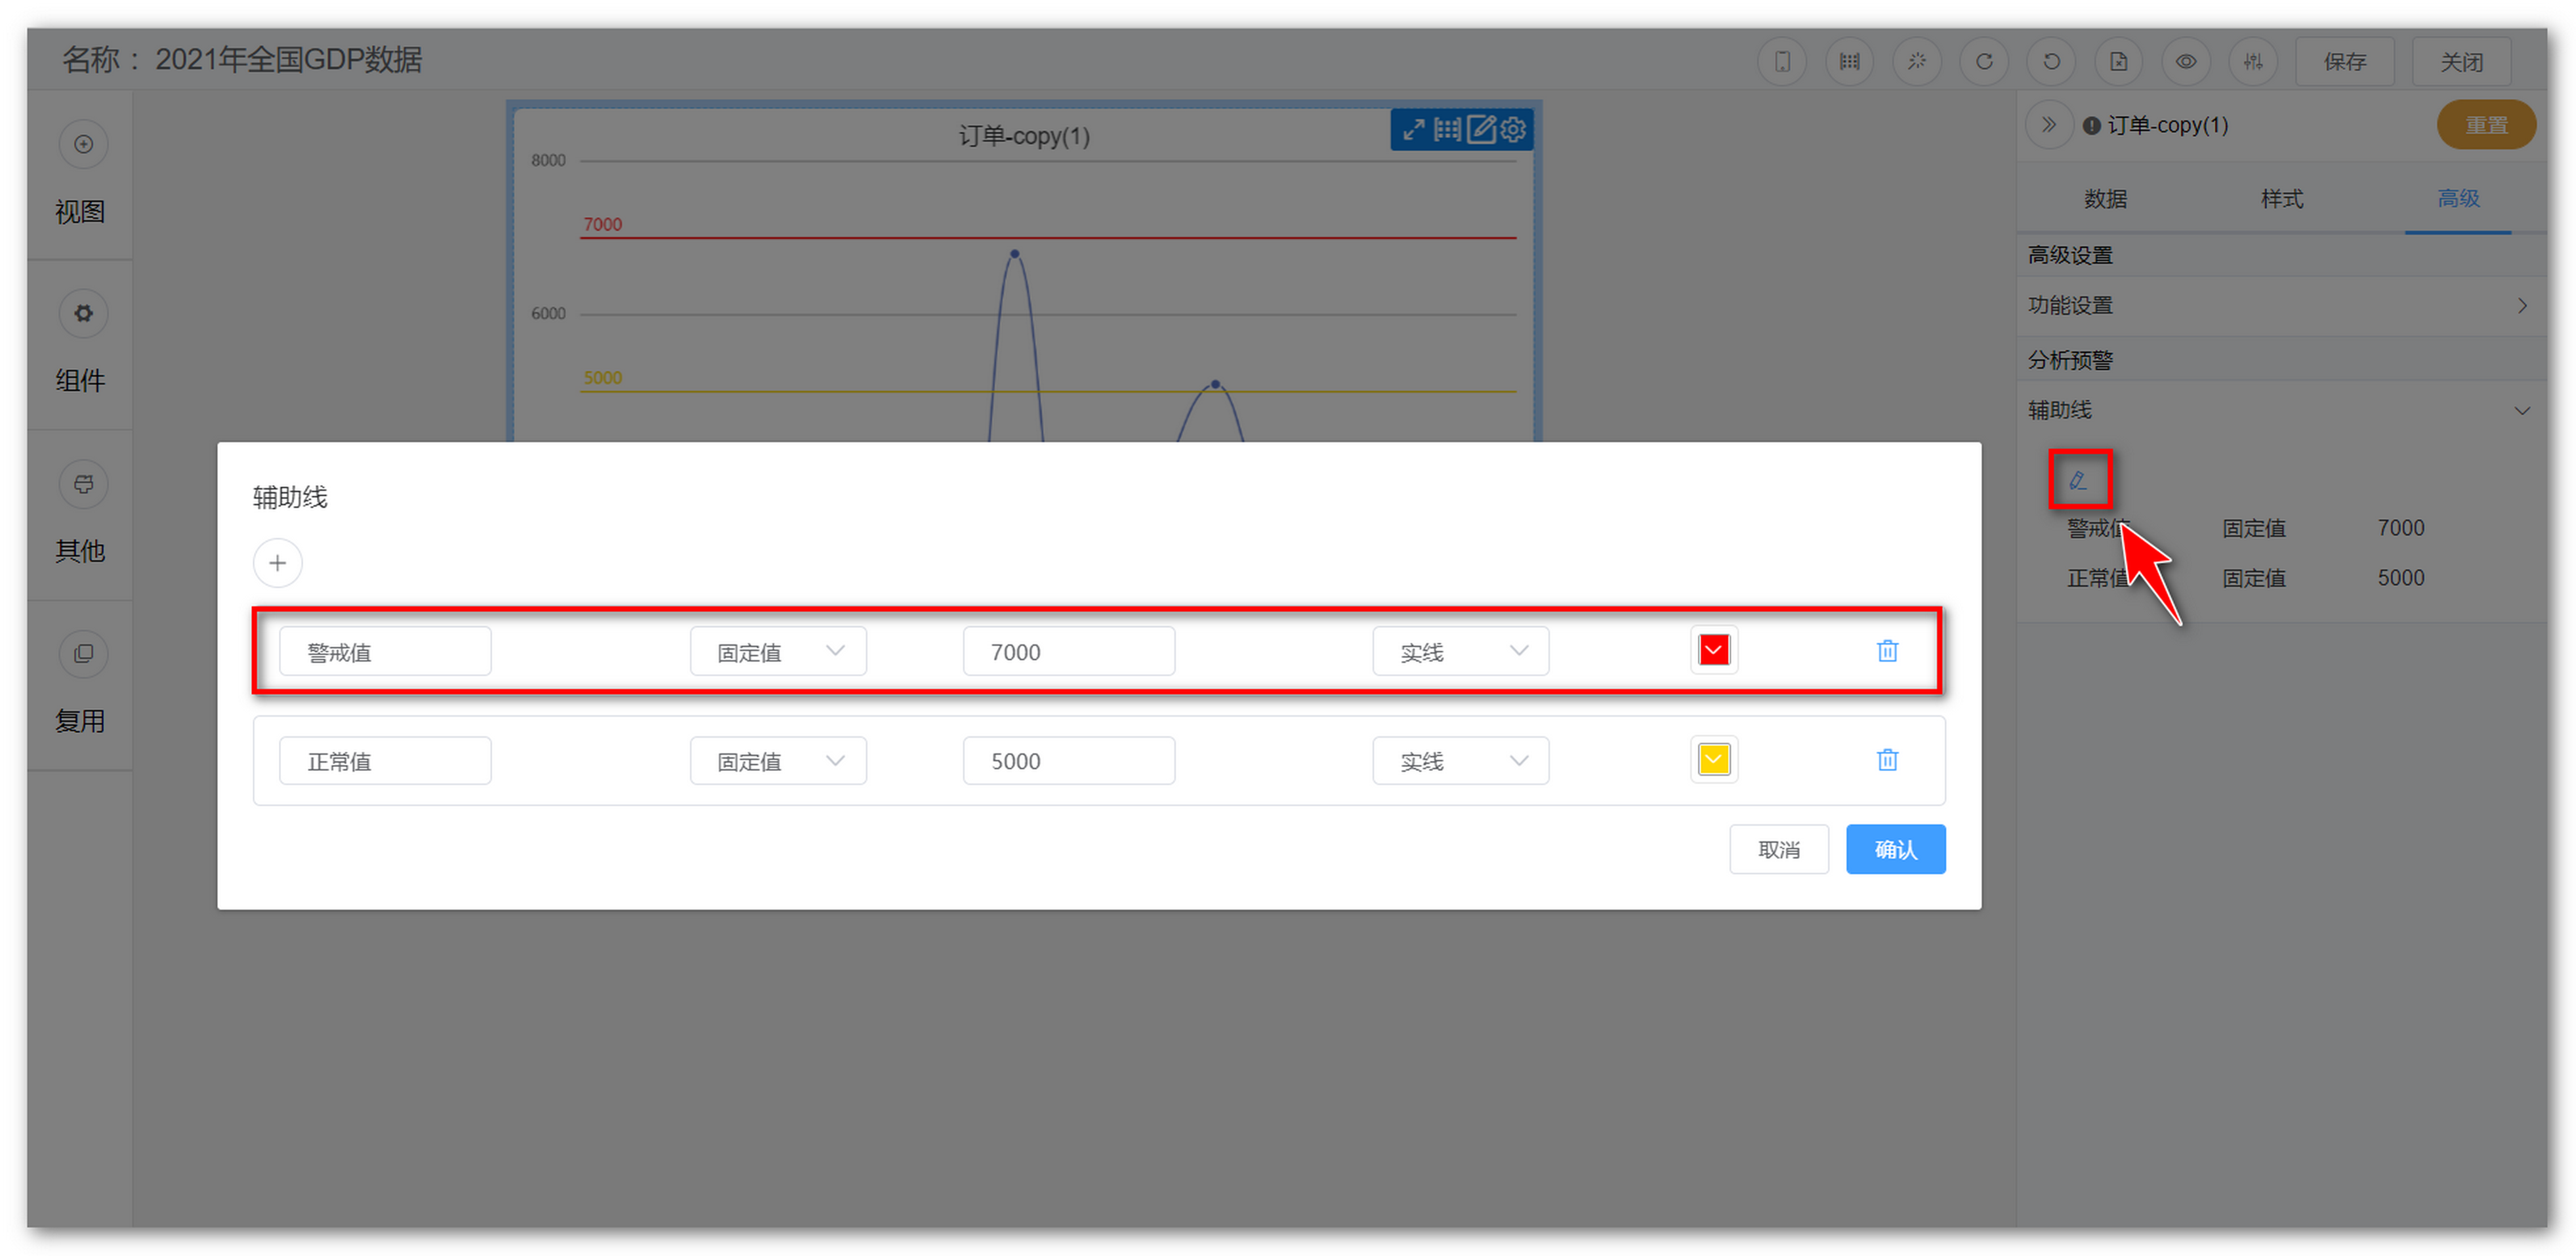 名称： 2021年全国GDP数据
保存
关闭
视图
组件
其他
复用
订单-copy(1)
8000
7000
6000
5000
订单-copy(1)
重置
数据
样式
高级
高级设置
功能设置
分析预警
辅助线
警戒值 固定值 7000
正常值 固定值 5000
辅助线
警戒值 固定值 7000 实线
正常值 固定值 5000 实线
取消
确认